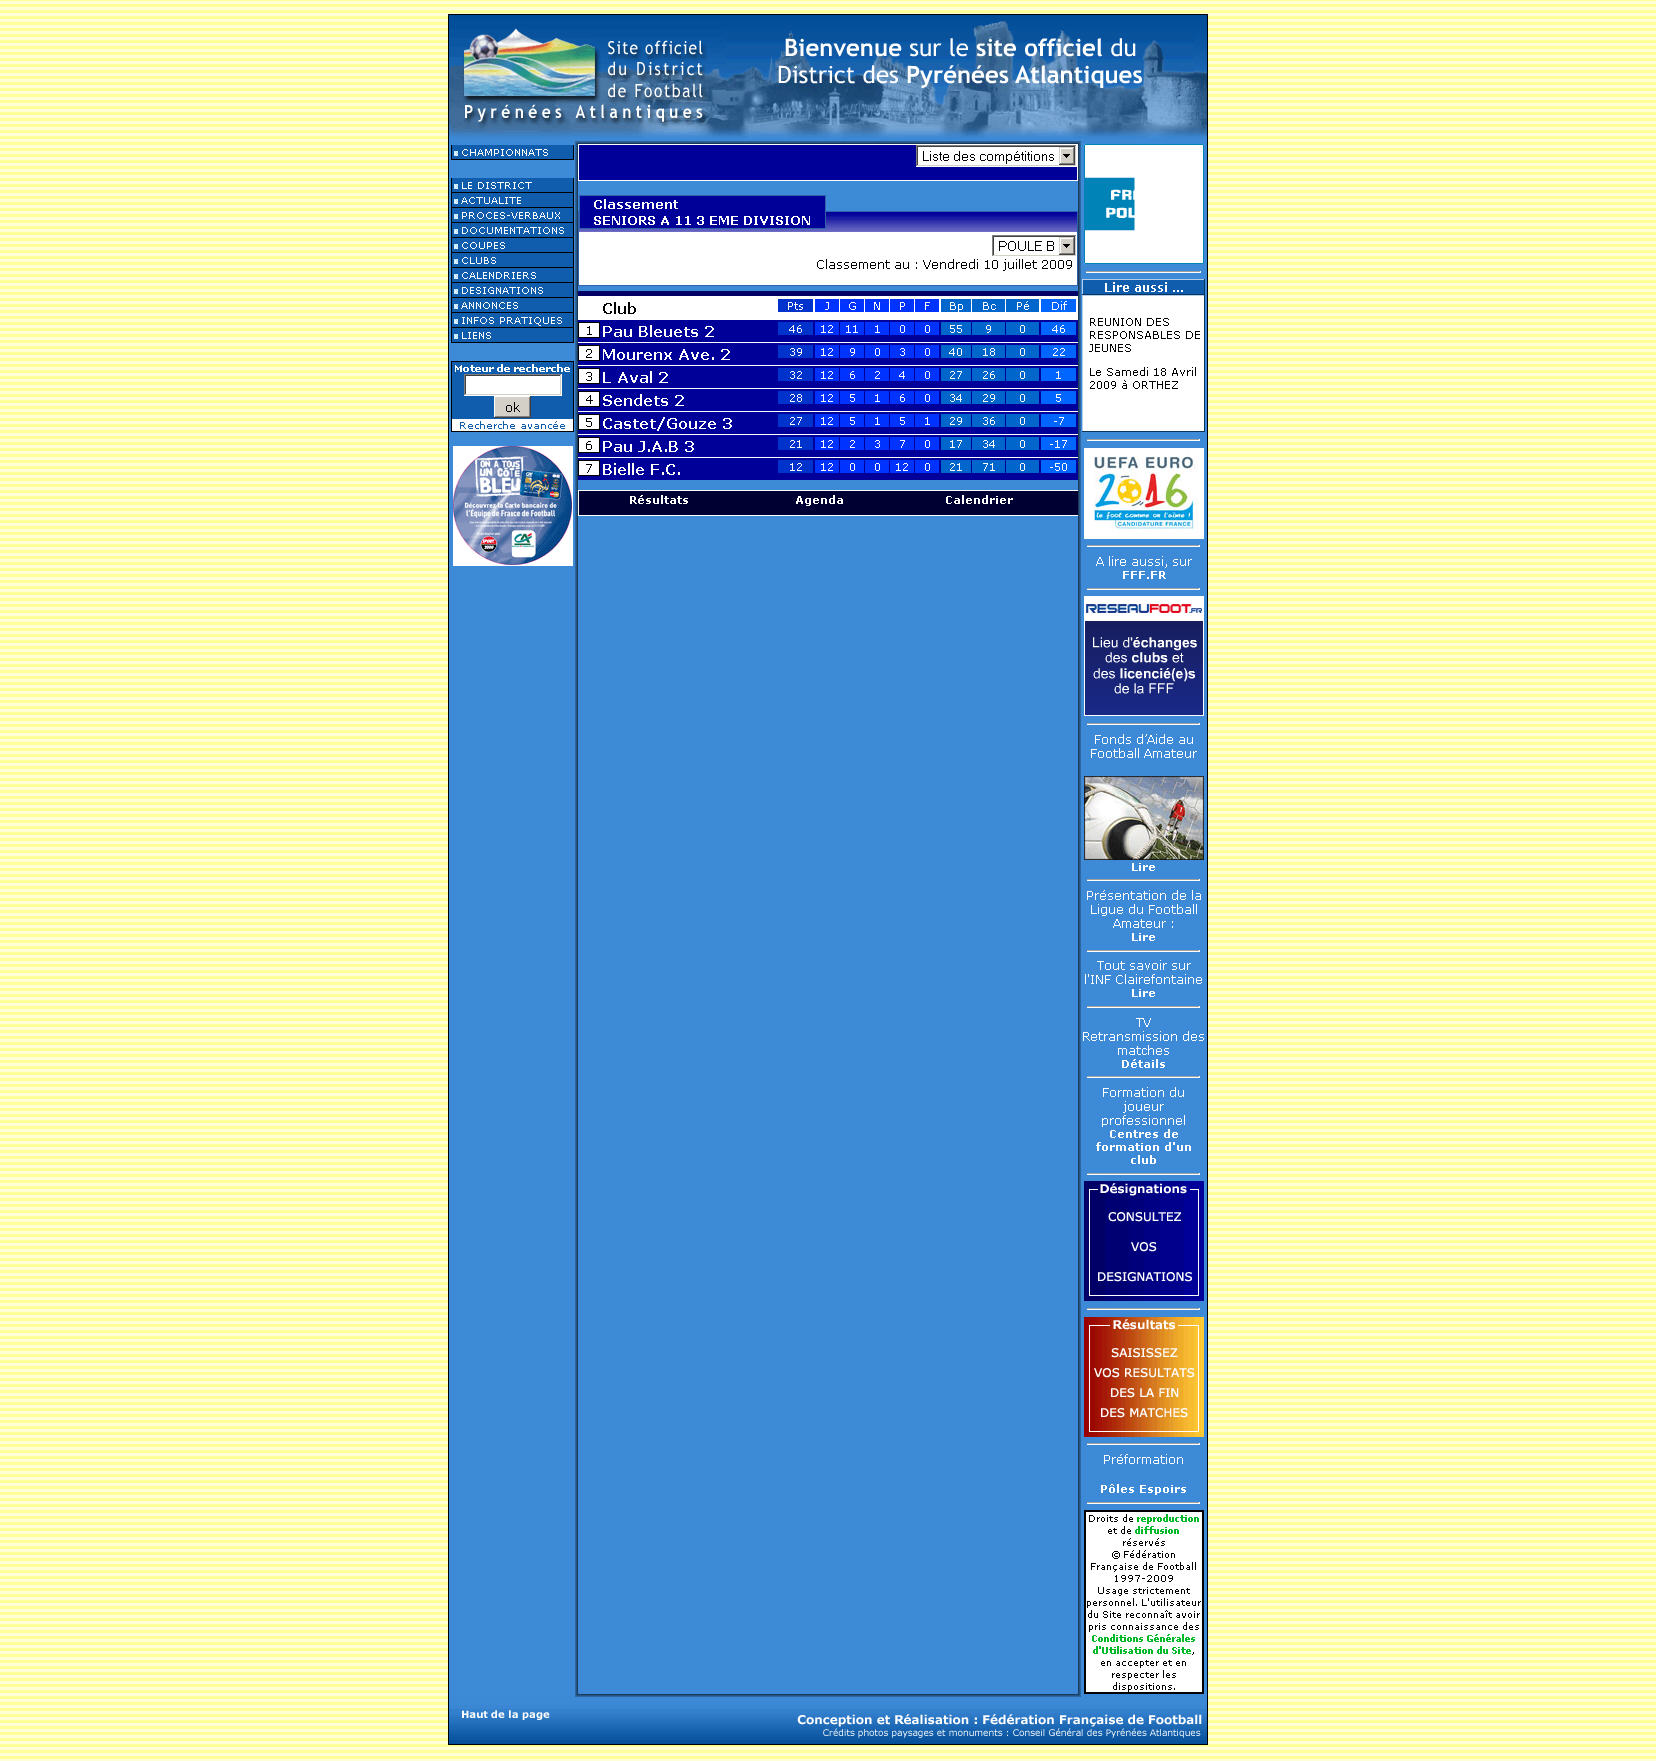 Site officiel
du District
de Football
Pyrénées Atlantiques
Bienvenue sur le site officiel du
District des Pyrénées Atlantiques
CHAMPIONNATS
LE DISTRICT
ACTUALITE
PROCES-VERBAUX
DOCUMENTATIONS
COUPES
CLUBS
CALENDRIERS
DESIGNATIONS
ANNONCES
INFOS PRATIQUES
LIENS
Moteur de recherche
ok
Recherche avancée
ON A TOUS
UN CÔTÉ
BLEU
Découvrez la Carte bancaire de
l'Équipe de France de Football
Liste des compétitions
Classement
SENIORS A 11 3 EME DIVISION
POULE B
Classement au : Vendredi 10 juillet 2009
Club Pts J G N P F Bp Bc Pé Dif
1 Pau Bleuets 2 46 12 11 1 0 0 55 9 0 46
2 Mourenx Ave. 2 39 12 9 0 3 0 40 18 0 22
3 L Aval 2 32 12 6 2 4 0 27 26 0 1
4 Sendets 2 28 12 5 1 6 0 34 29 0 5
5 Castet/Gouze 3 27 12 5 1 5 1 29 36 0 -7
6 Pau J.A.B 3 21 12 2 3 7 0 17 34 0 -17
7 Bielle F.C. 12 12 0 0 12 0 21 71 0 -50
Résultats Agenda Calendrier
Lire aussi ...
REUNION DES
RESPONSABLES DE
JEUNES
Le Samedi 18 Avril
2009 à ORTHEZ
UEFA EURO
2016
le foot comme on l'aime !
CANDIDATURE FRANCE
A lire aussi, sur
FFF.FR
RESEAUFOOT.FR
Lieu d'échanges
des clubs et
des licencié(e)s
de la FFF
Fonds d'Aide au
Football Amateur
Lire
Présentation de la
Ligue du Football
Amateur :
Lire
Tout savoir sur
l'INF Clairefontaine
Lire
TV
Retransmission des
matches
Détails
Formation du
joueur
professionnel
Centres de
formation d'un
club
Désignations
CONSULTEZ
VOS
DESIGNATIONS
Résultats
SAISISSEZ
VOS RESULTATS
DES LA FIN
DES MATCHES
Préformation
Pôles Espoirs
Droits de reproduction
et de diffusion
réservés
© Fédération
Française de Football
1997-2009
Usage strictement
personnel. L'utilisateur
du Site reconnaît avoir
pris connaissance des
Conditions Générales
d'Utilisation du Site,
en accepter et en
respecter les
dispositions.
Haut de la page
Conception et Réalisation : Fédération Française de Football
Crédits photos paysages et monuments : Conseil Général des Pyrénées Atlantiques